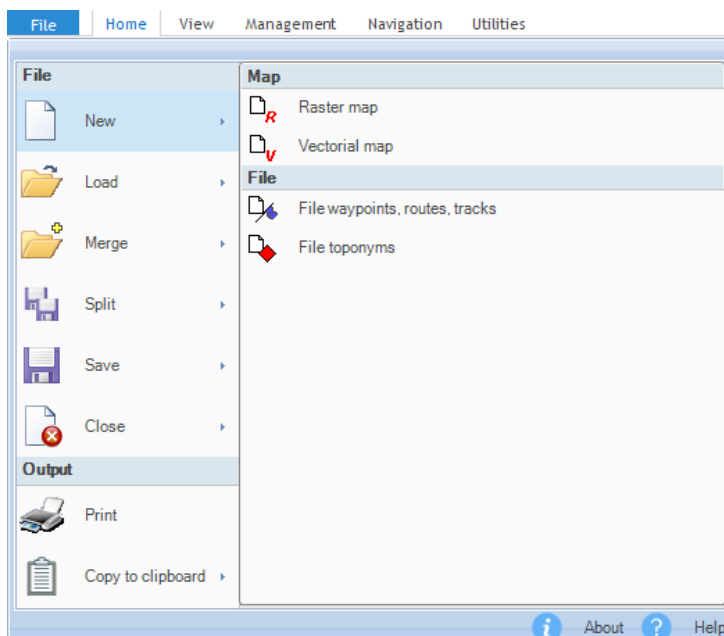 File Home View Management Navigation Utilities
File
New
Load
Merge
Split
Save
Close
Output
Print
Copy to clipboard
Map
R Raster map
V Vectorial map
File
File waypoints, routes, tracks
File toponyms
i About ? Help